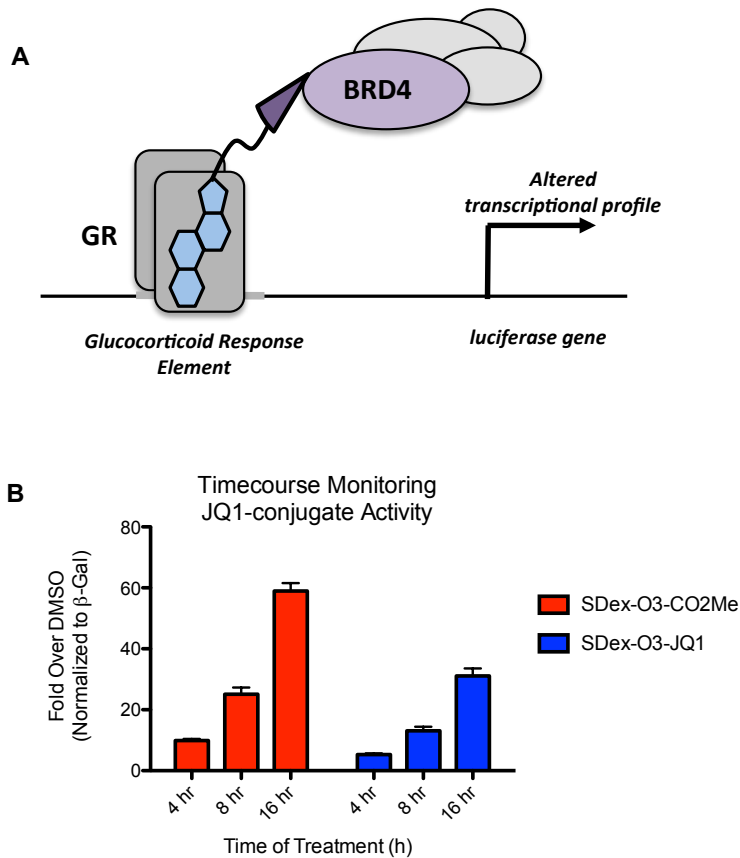 A
BRD4
GR
Altered
transcriptional profile
Glucocorticoid Response
Element
luciferase gene
B
Timecourse Monitoring
JQ1-conjugate Activity
Fold Over DMSO
(Normalized to β-Gal)
80
60
40
20
0
4 hr
8 hr
16 hr
4 hr
8 hr
16 hr
Time of Treatment (h)
SDex-O3-CO2Me
SDex-O3-JQ1